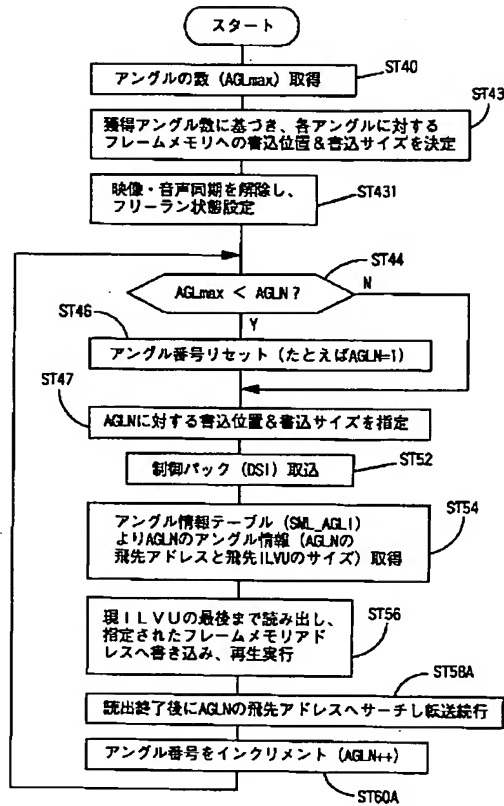 スタート
ST40
アングルの数 (AGLmax) 取得
ST43
獲得アングル数に基づき、各アングルに対する
フレームメモリへの書込位置&書込サイズを決定
映像・音声同期を解除し、
フリーラン状態設定
ST431
ST44
AGLmax < AGLN ?
N
Y
ST46
アングル番号リセット (たとえばAGLN=1)
ST47
AGLNに対する書込位置&書込サイズを指定
制御パック (DSI) 取込
ST52
アングル情報テーブル (SML_AGLI)
よりAGLNのアングル情報 (AGLNの
飛先アドレスと飛先ILVUのサイズ) 取得
ST54
現ILVUの最後まで読み出し、
指定されたフレームメモリアド
レスへ書き込み、再生実行
ST56
ST58A
読出終了後にAGLNの飛先アドレスへサーチし転送続行
アングル番号をインクリメント (AGLN++)
ST60A